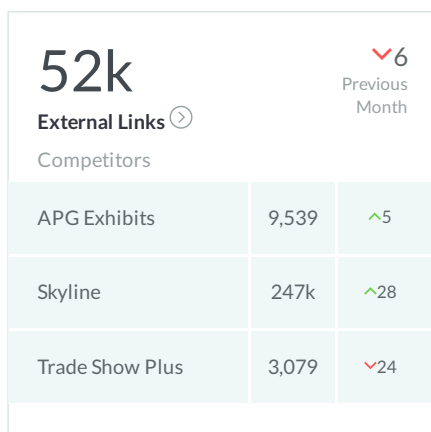 52k
6
Previous
Month
External Links
Competitors
APG Exhibits 9,539 5
Skyline 247k 28
Trade Show Plus 3,079 24